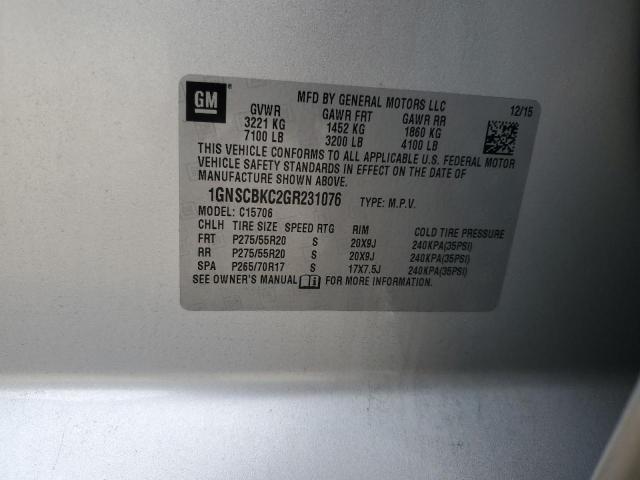 GM
MFD BY GENERAL MOTORS LLC
12/15
GVWR GAWR FRT GAWR RR
3221 KG 1452 KG 1860 KG
7100 LB 3200 LB 4100 LB
THIS VEHICLE CONFORMS TO ALL APPLICABLE U.S. FEDERAL MOTOR
VEHICLE SAFETY STANDARDS IN EFFECT ON THE DATE OF
MANUFACTURE SHOWN ABOVE.
1GNSCBKC2GR231076 TYPE: M.P.V.
MODEL: C15706
CHLH TIRE SIZE SPEED RTG RIM COLD TIRE PRESSURE
FRT P275/55R20 S 20X9J 240KPA(35PSI)
RR P275/55R20 S 20X9J 240KPA(35PSI)
SPA P265/70R17 S 17X7.5J 240KPA(35PSI)
SEE OWNER'S MANUAL FOR MORE INFORMATION.